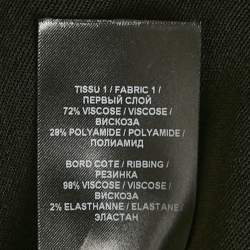 TISSU 1 / FABRIC 1 /
ПЕРВЫЙ СЛОЙ
72% VISCOSE / VISCOSE /
ВИСКОЗА
28% POLYAMIDE / POLYAMIDE /
ПОЛИАМИД
BORD COTE / RIBBING /
РЕЗИНКА
98% VISCOSE / VISCOSE /
ВИСКОЗА
2% ELASTHANNE / ELASTANE /
ЭЛАСТАН